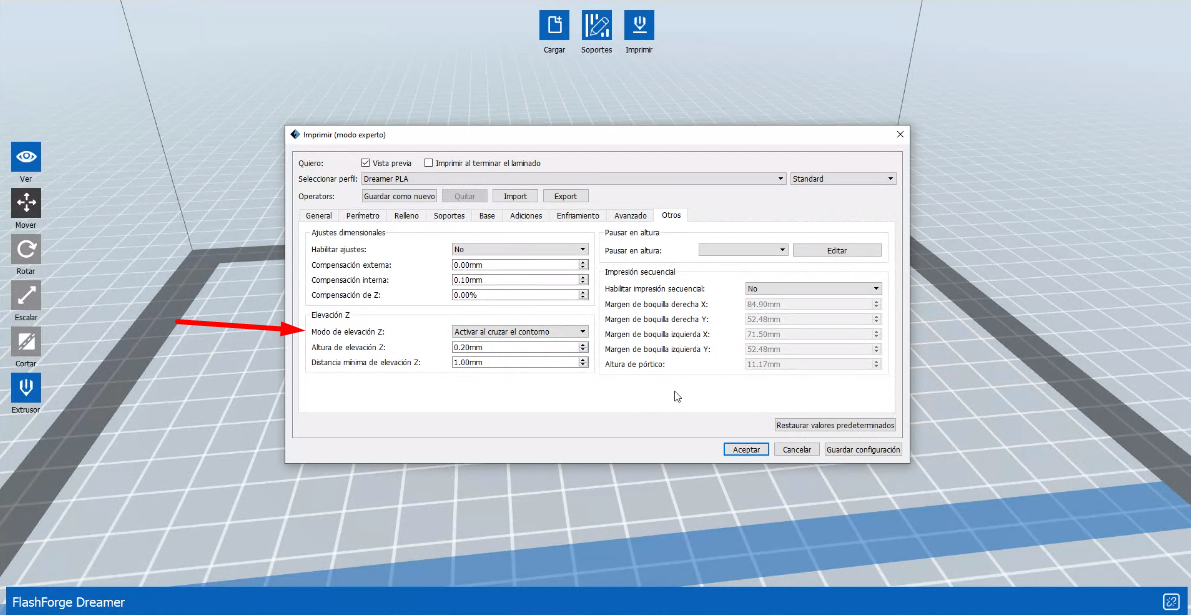 Cargar Soportes Imprimir
Ver
Mover
Rotar
Escalar
Cortar
Extrusor
Imprimir (modo experto)
Quiero: Vista previa Imprimir al terminar el laminado
Seleccionar perfil: Dreamer PLA Standard
Operators: Guardar como nuevo Quitar Import Export
General Perímetro Relleno Soportes Base Adiciones Enfriamiento Avanzado Otros
Ajustes dimensionales
Habilitar ajustes: No
Compensación externa: 0.00mm
Compensación interna: 0.10mm
Compensación de Z: 0.00%
Elevación Z
Modo de elevación Z: Activar al cruzar el contorno
Altura de elevación Z: 0.20mm
Distancia mínima de elevación Z: 1.00mm
Pausar en altura
Pausar en altura: Editar
Impresión secuencial
Habilitar impresión secuencial: No
Margen de boquilla derecha X: 84.90mm
Margen de boquilla derecha Y: 52.48mm
Margen de boquilla izquierda X: 71.50mm
Margen de boquilla izquierda Y: 52.48mm
Altura de pórtico: 11.17mm
Restaurar valores predeterminados
Aceptar Cancelar Guardar configuración
FlashForge Dreamer